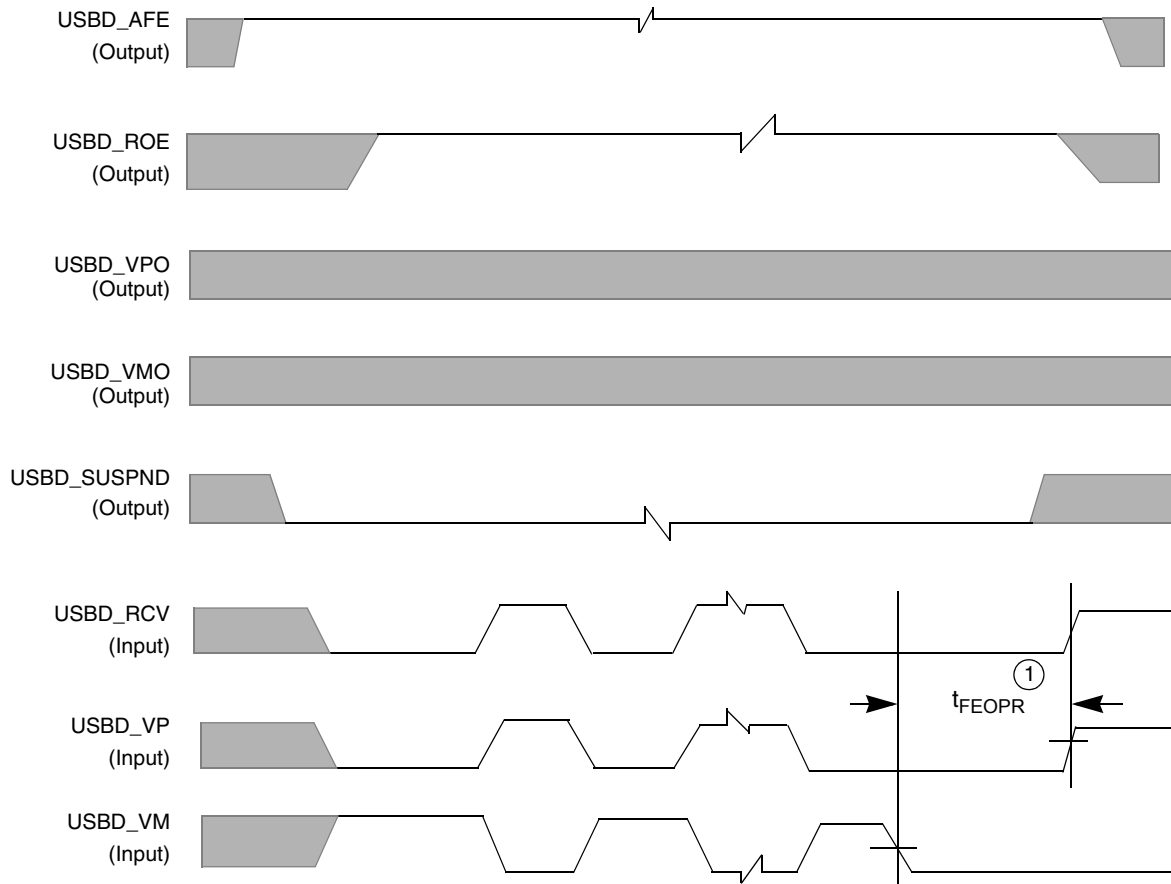 USBD_AFE
(Output)
USBD_ROE
(Output)
USBD_VPO
(Output)
USBD_VMO
(Output)
USBD_SUSPND
(Output)
USBD_RCV
(Input)
1
tFEOPR
USBD_VP
(Input)
USBD_VM
(Input)